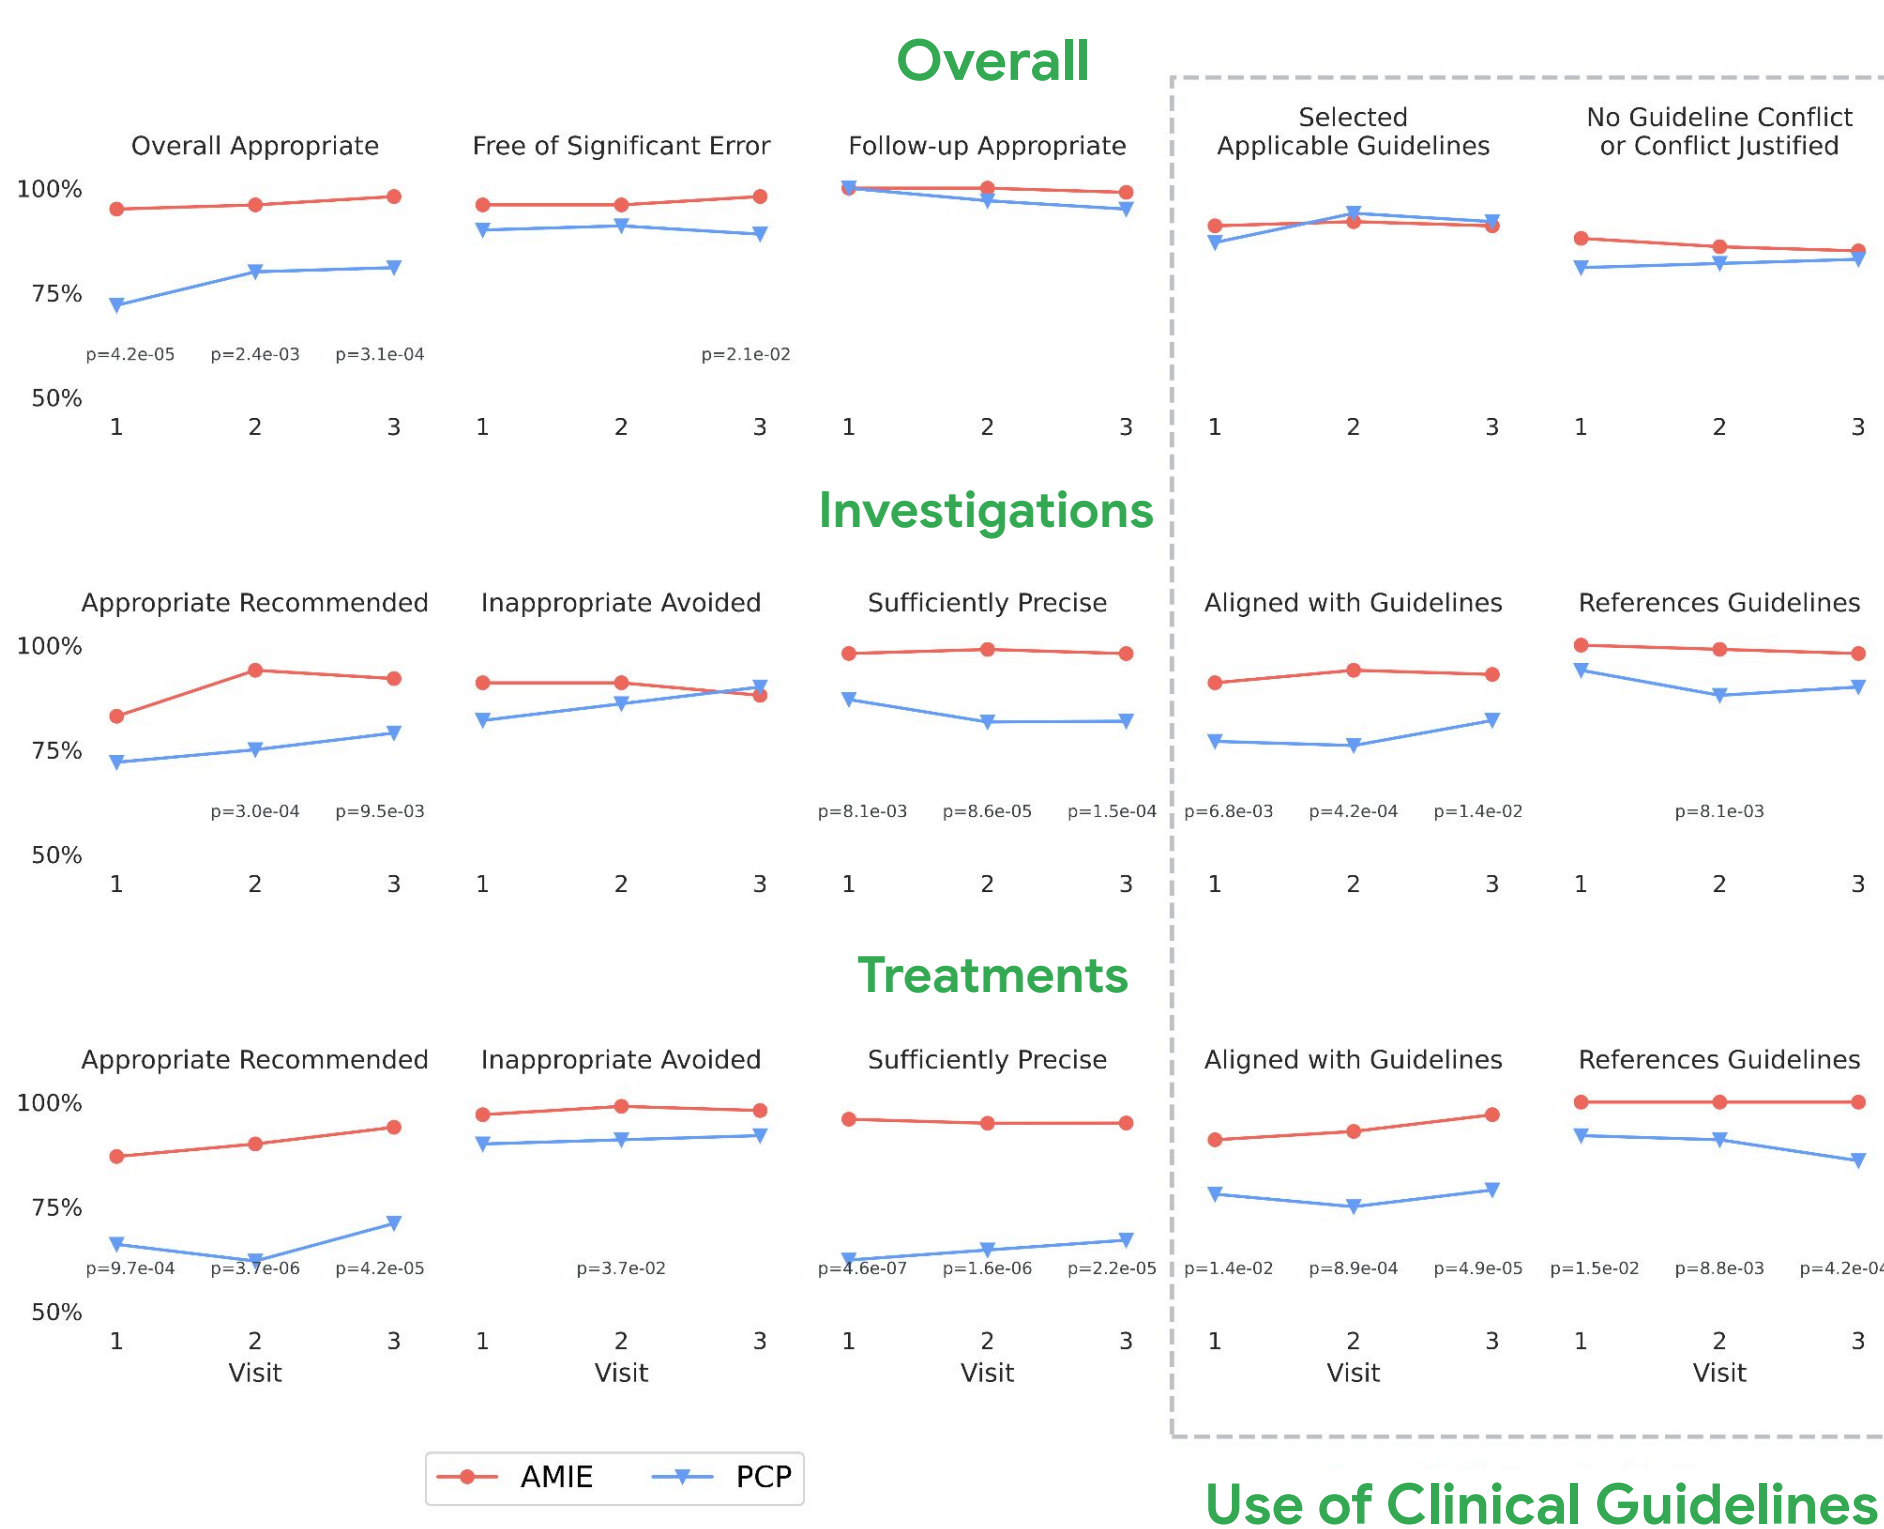 Overall
Overall Appropriate
Free of Significant Error
Follow-up Appropriate
Selected
Applicable Guidelines
No Guideline Conflict
or Conflict Justified
100%
75%
50%
p=4.2e-05 p=2.4e-03 p=3.1e-04
p=2.1e-02
1 2 3
1 2 3
1 2 3
1 2 3
1 2 3
Investigations
Appropriate Recommended
Inappropriate Avoided
Sufficiently Precise
Aligned with Guidelines
References Guidelines
100%
75%
50%
p=3.0e-04 p=9.5e-03
p=8.1e-03 p=8.6e-05 p=1.5e-04
p=6.8e-03 p=4.2e-04 p=1.4e-02
p=8.1e-03
1 2 3
1 2 3
1 2 3
1 2 3
1 2 3
Treatments
Appropriate Recommended
Inappropriate Avoided
Sufficiently Precise
Aligned with Guidelines
References Guidelines
100%
75%
50%
p=9.7e-04 p=3.7e-06 p=4.2e-05
p=3.7e-02
p=4.6e-07 p=1.6e-06 p=2.2e-05
p=1.4e-02 p=8.9e-04 p=4.9e-05
p=1.5e-02 p=8.8e-03 p=4.2e-04
1 2 3
1 2 3
1 2 3
1 2 3
1 2 3
Visit
Visit
Visit
Visit
Visit
AMIE PCP
Use of Clinical Guidelines